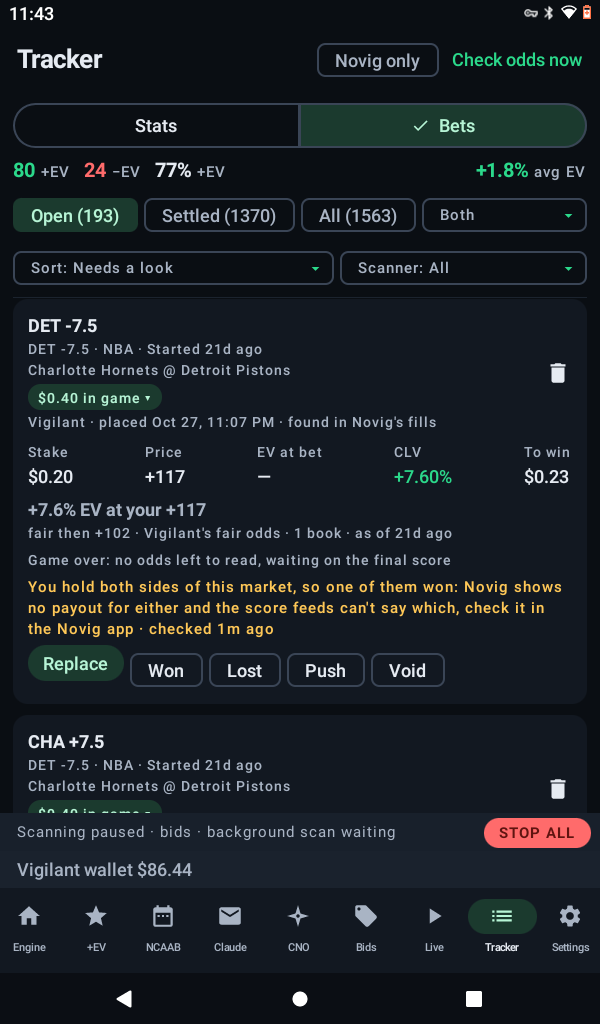 11:43
Tracker
Novig only
Check odds now
Stats
Bets
80 +EV 24 −EV 77% +EV
+1.8% avg EV
Open (193)
Settled (1370)
All (1563)
Both
Sort: Needs a look
Scanner: All
DET -7.5
DET -7.5 · NBA · Started 21d ago
Charlotte Hornets @ Detroit Pistons
$0.40 in game ▾
Vigilant · placed Oct 27, 11:07 PM · found in Novig's fills
Stake Price EV at bet CLV To win
$0.20 +117 — +7.60% $0.23
+7.6% EV at your +117
fair then +102 · Vigilant's fair odds · 1 book · as of 21d ago
Game over: no odds left to read, waiting on the final score
You hold both sides of this market, so one of them won: Novig shows
no payout for either and the score feeds can't say which, check it in
the Novig app · checked 1m ago
Replace
Won
Lost
Push
Void
CHA +7.5
DET -7.5 · NBA · Started 21d ago
Charlotte Hornets @ Detroit Pistons
$0.40 in game ▾
Scanning paused · bids · background scan waiting
STOP ALL
Vigilant wallet $86.44
Engine
+EV
NCAAB
Claude
CNO
Bids
Live
Tracker
Settings